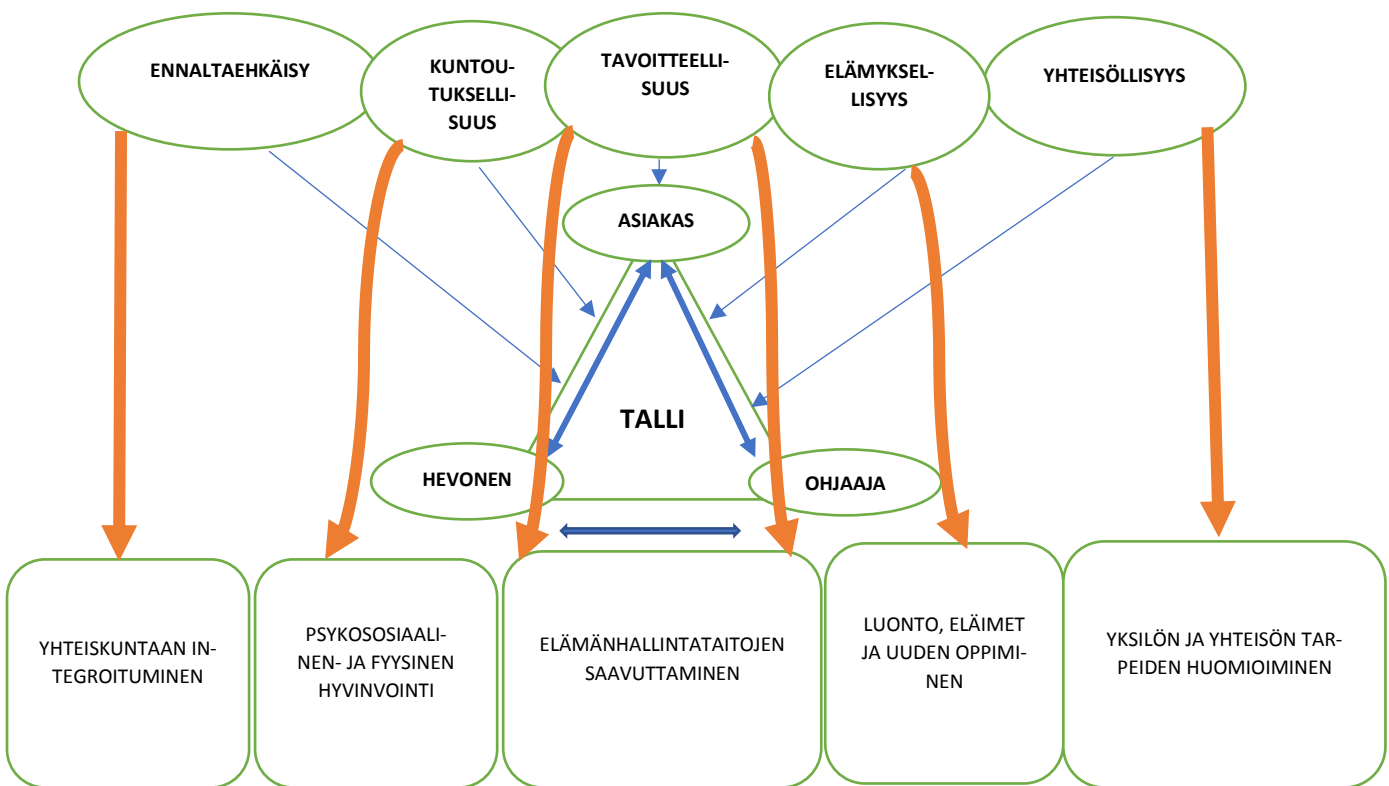 ENNALTAEHKÄISY
KUNTOU-
TUKSELLI-
SUUS
TAVOITTEELLI-
SUUS
ELÄMYKSEL-
LISYYS
YHTEISÖLLISYYS
ASIAKAS
TALLI
HEVONEN
OHJAAJA
YHTEISKUNTAAN IN-
TEGROITUMINEN
PSYKOSOSIAALI-
NEN- JA FYYSINEN
HYVINVOINTI
ELÄMÄNHALLINTATAITOJEN
SAAVUTTAMINEN
LUONTO, ELÄIMET
JA UUDEN OPPIMI-
NEN
YKSILÖN JA YHTEISÖN TAR-
PEIDEN HUOMIOIMINEN